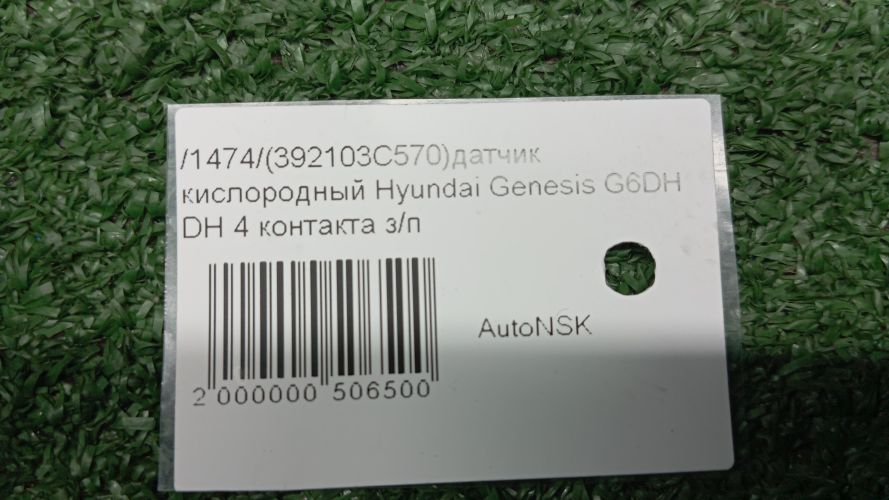 /1474/(392103C570)датчик
кислородный Hyundai Genesis G6DH
DH 4 контакта з/п
AutoNSK
2 000000 506500